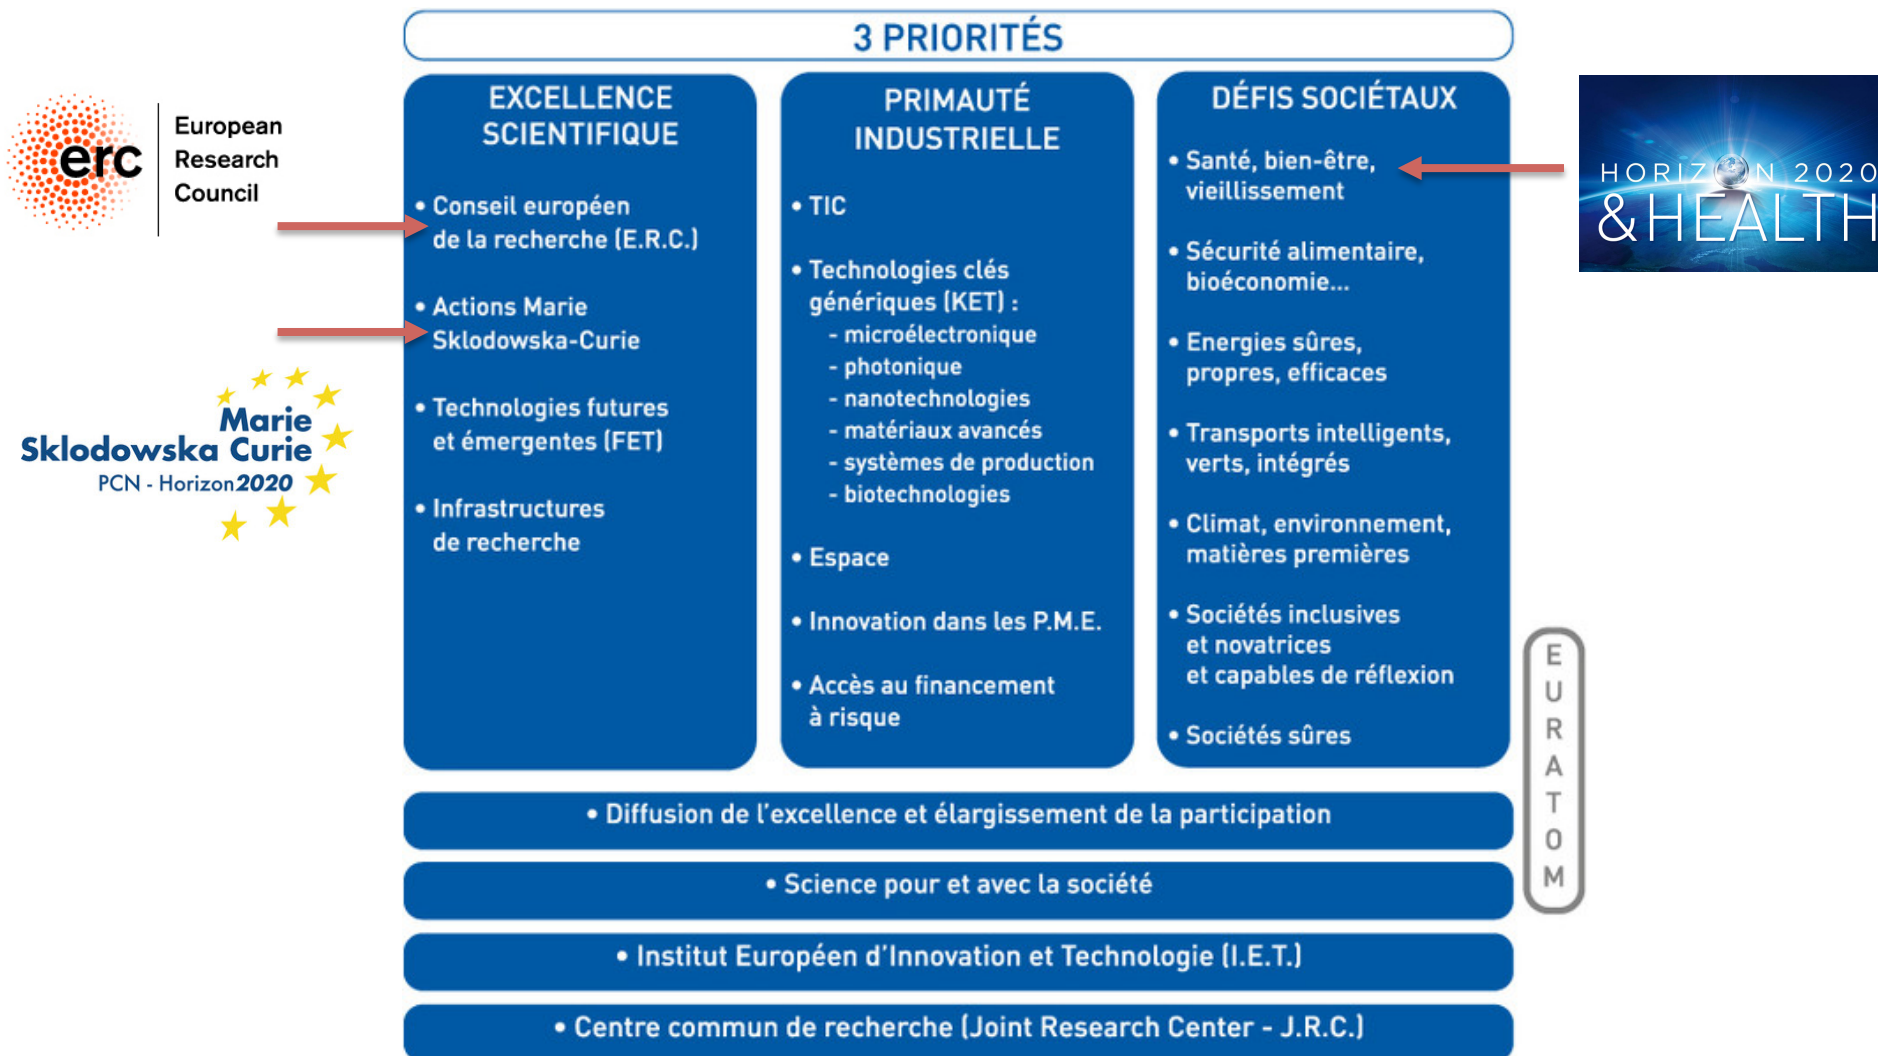 3 PRIORITÉS
erc
European
Research
Council
Marie
Sklodowska Curie
PCN - Horizon2020
EXCELLENCE
SCIENTIFIQUE
• Conseil européen
de la recherche (E.R.C.)
• Actions Marie
Sklodowska-Curie
• Technologies futures
et émergentes (FET)
• Infrastructures
de recherche
PRIMAUTÉ
INDUSTRIELLE
• TIC
• Technologies clés
génériques (KET) :
- microélectronique
- photonique
- nanotechnologies
- matériaux avancés
- systèmes de production
- biotechnologies
• Espace
• Innovation dans les P.M.E.
• Accès au financement
à risque
DÉFIS SOCIÉTAUX
• Santé, bien-être,
vieillissement
• Sécurité alimentaire,
bioéconomie...
• Energies sûres,
propres, efficaces
• Transports intelligents,
verts, intégrés
• Climat, environnement,
matières premières
• Sociétés inclusives
et novatrices
et capables de réflexion
• Sociétés sûres
HORIZON 2020
& HEALTH
EURATOM
• Diffusion de l'excellence et élargissement de la participation
• Science pour et avec la société
• Institut Européen d'Innovation et Technologie (I.E.T.)
• Centre commun de recherche (Joint Research Center - J.R.C.)